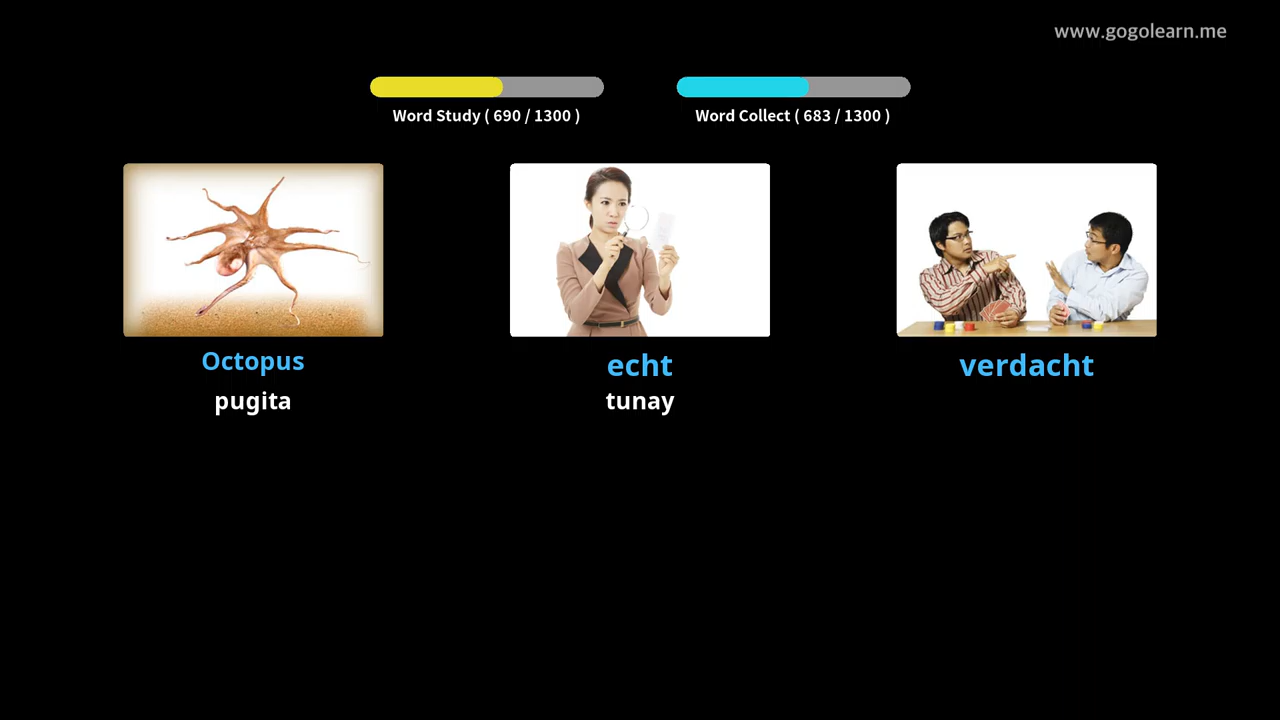 www.gogolearn.me
Word Study ( 690 / 1300 )
Word Collect ( 683 / 1300 )
Octopus
pugita
echt
tunay
verdacht